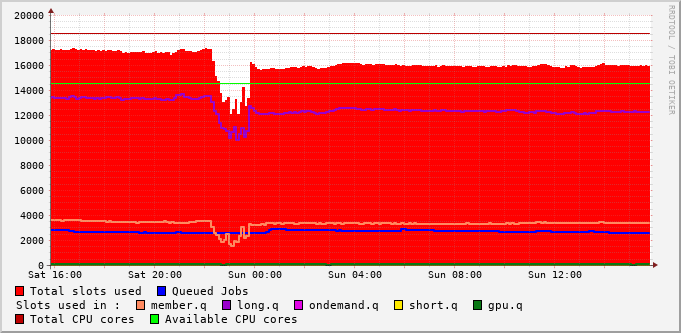 RRDTOOL / TOBI OETIKER
20000
18000
16000
14000
12000
10000
8000
6000
4000
2000
0
Sat 16:00 Sat 20:00 Sun 00:00 Sun 04:00 Sun 08:00 Sun 12:00
Total slots used Queued Jobs
Slots used in : member.q long.q ondemand.q short.q gpu.q
Total CPU cores Available CPU cores